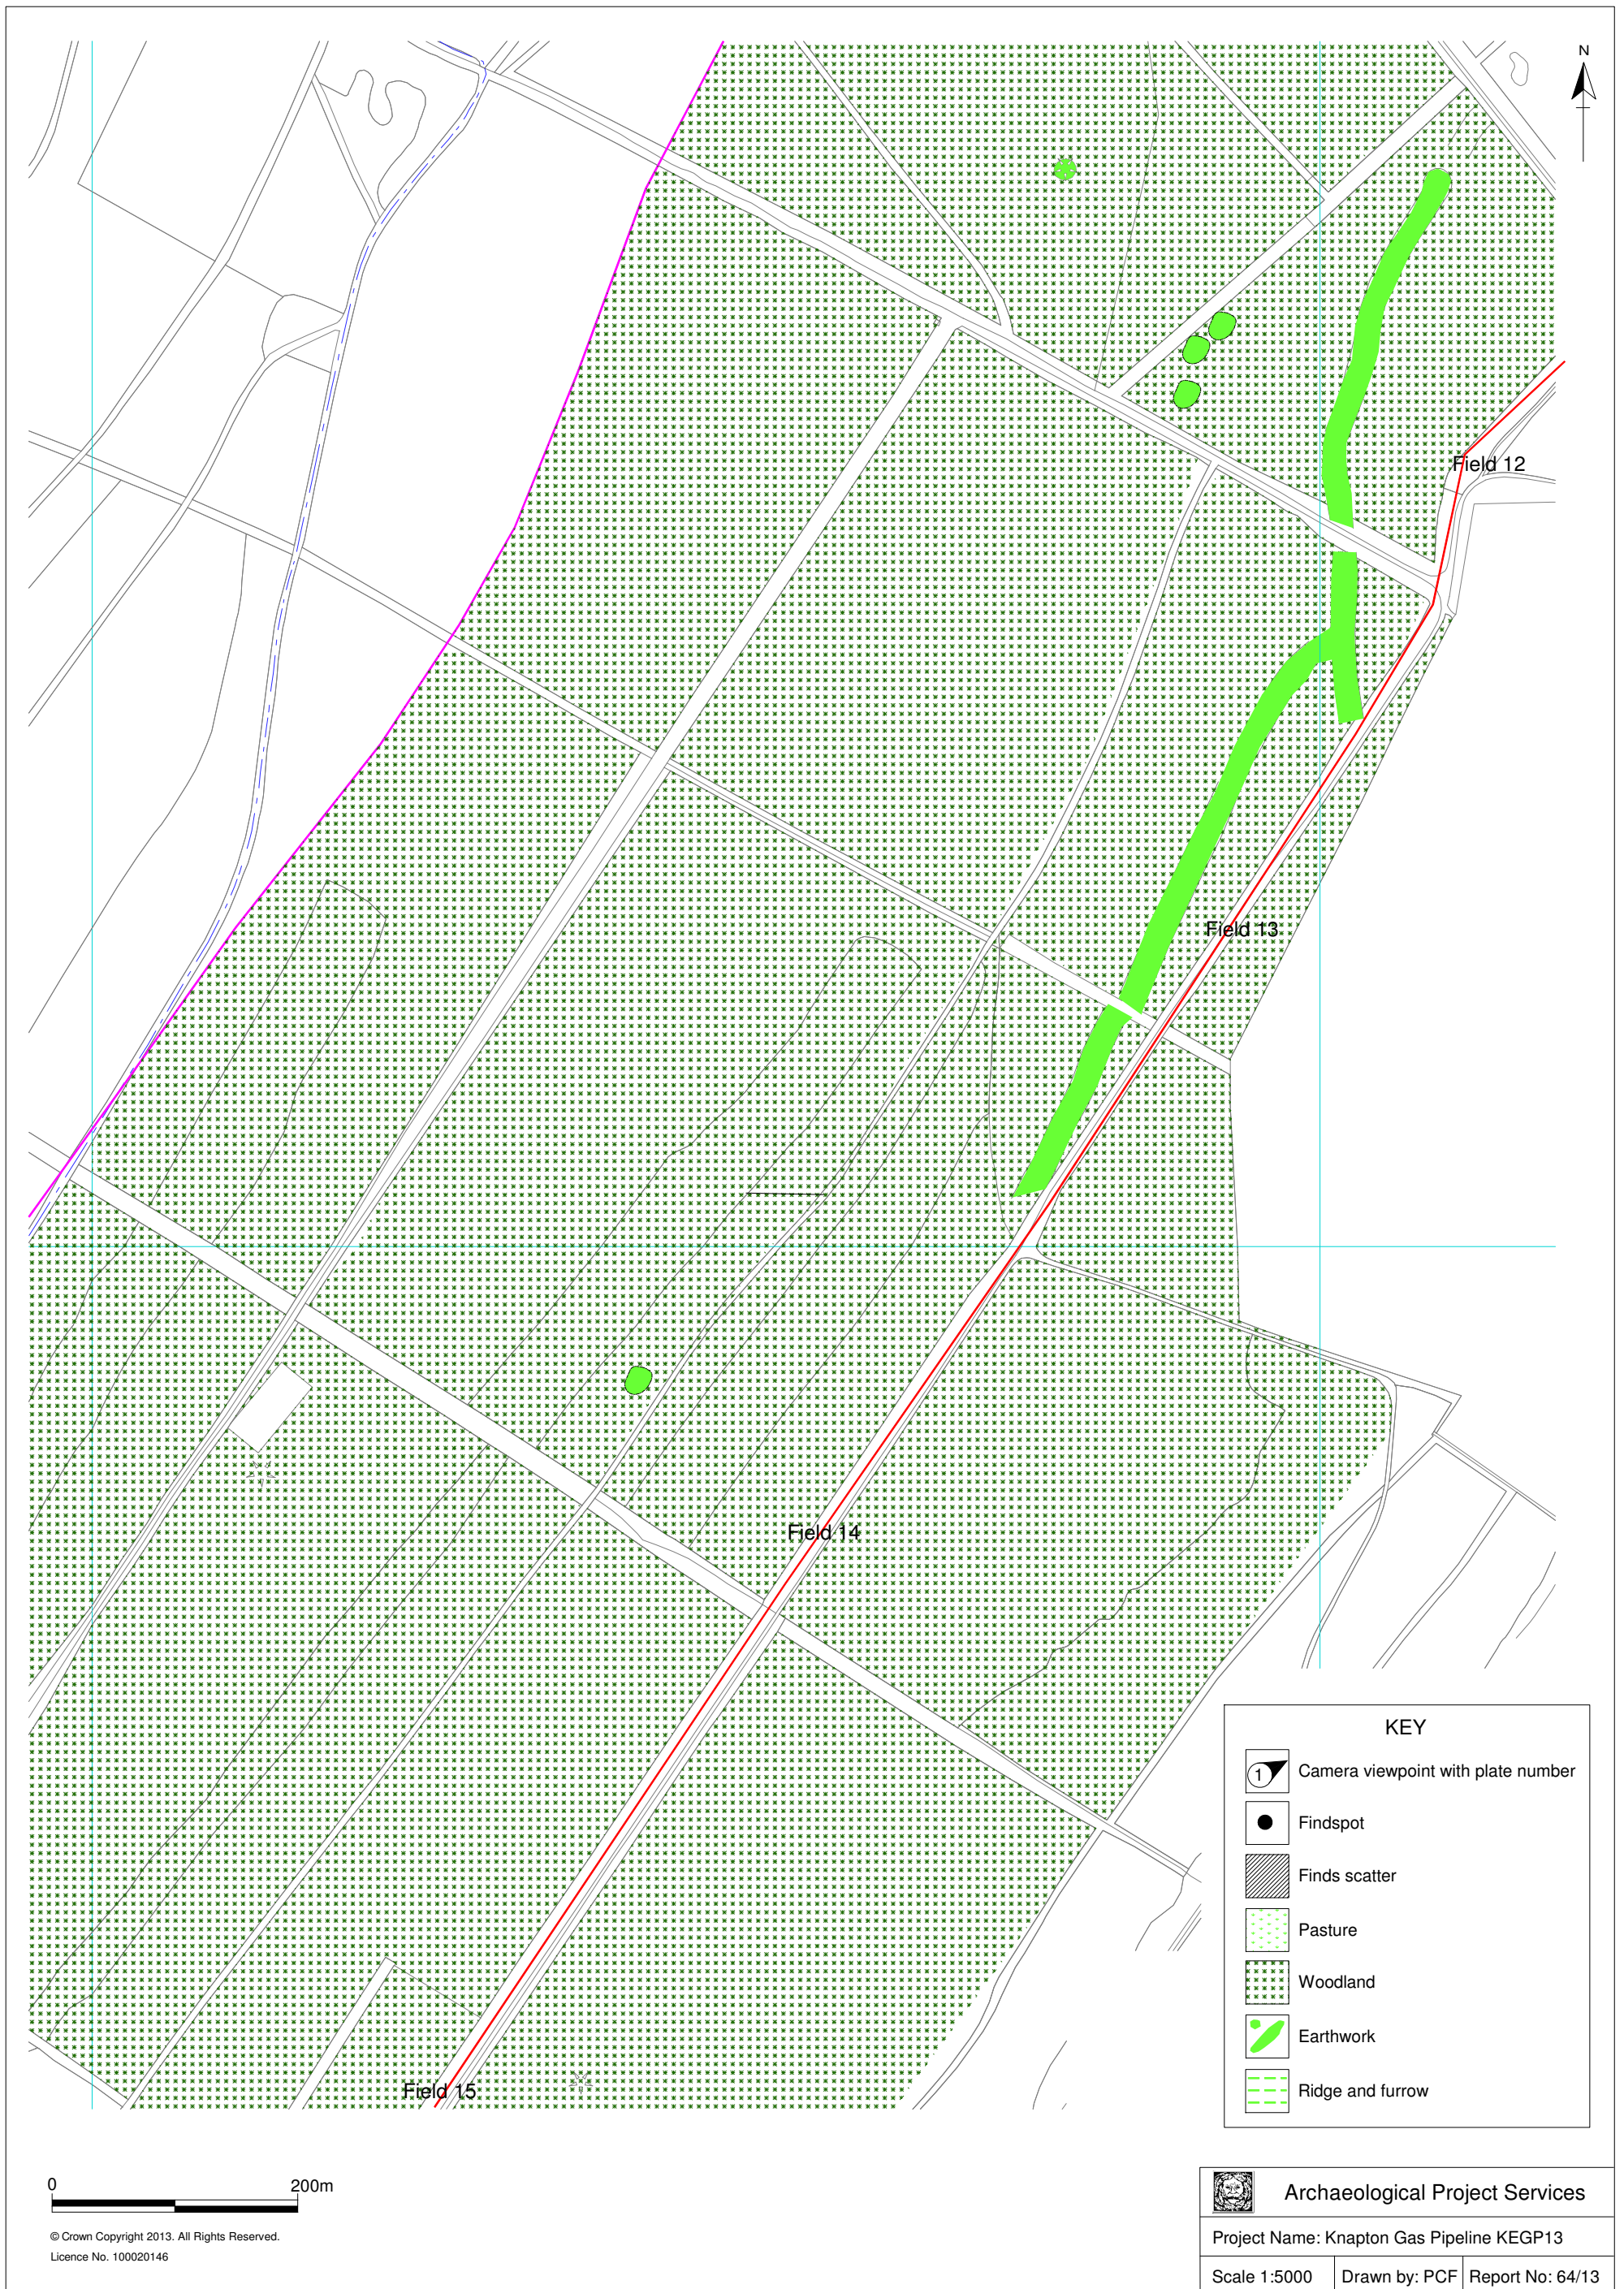 N
Field 12
Field 13
Field 14
Field 15
KEY
1 Camera viewpoint with plate number
Findspot
Finds scatter
Pasture
Woodland
Earthwork
Ridge and furrow
0 200m
© Crown Copyright 2013. All Rights Reserved.
Licence No. 100020146
Archaeological Project Services
Project Name: Knapton Gas Pipeline KEGP13
Scale 1:5000 Drawn by: PCF Report No: 64/13